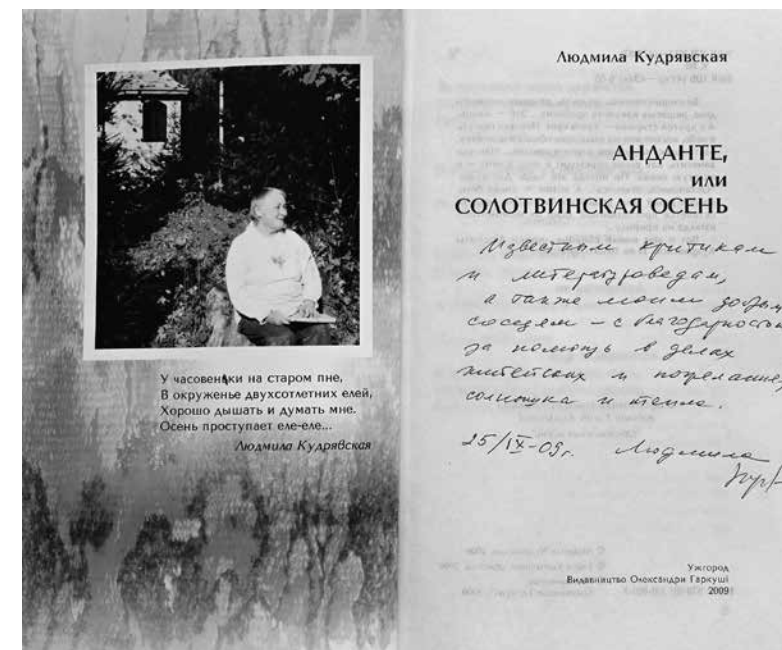 У часовеньки на старом пне,
В окруженье двухсотлетних елей,
Хорошо дышать и думать мне.
Осень проступает еле-еле...
Людмила Кудрявская
Людмила Кудрявская
АНДАНТЕ,
или
СОЛОТВИНСКАЯ ОСЕНЬ
Известным критикам
и литературоведам,
а также моим добрым
соседям – с благодарностью
за помощь в делах
житейских и пожеланием
солнышка и тепла.
25/IX-09г. Людмила
Ужгород
Видавництво Олександри Гаркуші
2009